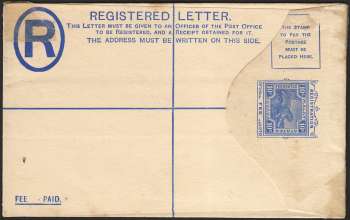 REGISTERED LETTER.
THIS LETTER MUST BE GIVEN TO AN OFFICER OF THE POST OFFICE
TO BE REGISTERED, AND A RECEIPT OBTAINED FOR IT.
THE ADDRESS MUST BE WRITTEN ON THIS SIDE.
R
THE STAMP
TO PAY THE
POSTAGE
MUST BE
PLACED HERE.
REGISTRATION
FEE PAID.